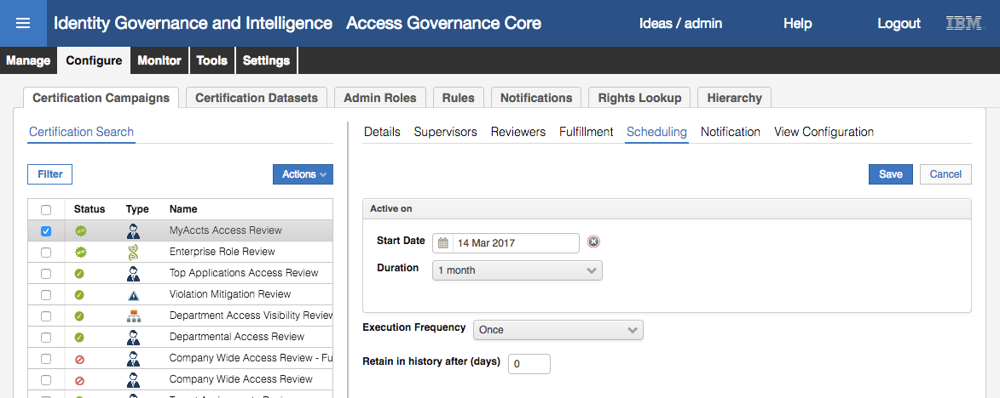 Identity Governance and Intelligence Access Governance Core Ideas / admin Help Logout IBM
Manage Configure Monitor Tools Settings
Certification Campaigns Certification Datasets Admin Roles Rules Notifications Rights Lookup Hierarchy
Certification Search
Details Supervisors Reviewers Fulfillment Scheduling Notification View Configuration
Filter Actions
Save Cancel
Status Type Name
MyAccts Access Review
Enterprise Role Review
Top Applications Access Review
Violation Mitigation Review
Department Access Visibility Review
Departmental Access Review
Company Wide Access Review - Fu
Company Wide Access Review
Active on
Start Date 14 Mar 2017
Duration 1 month
Execution Frequency Once
Retain in history after (days) 0